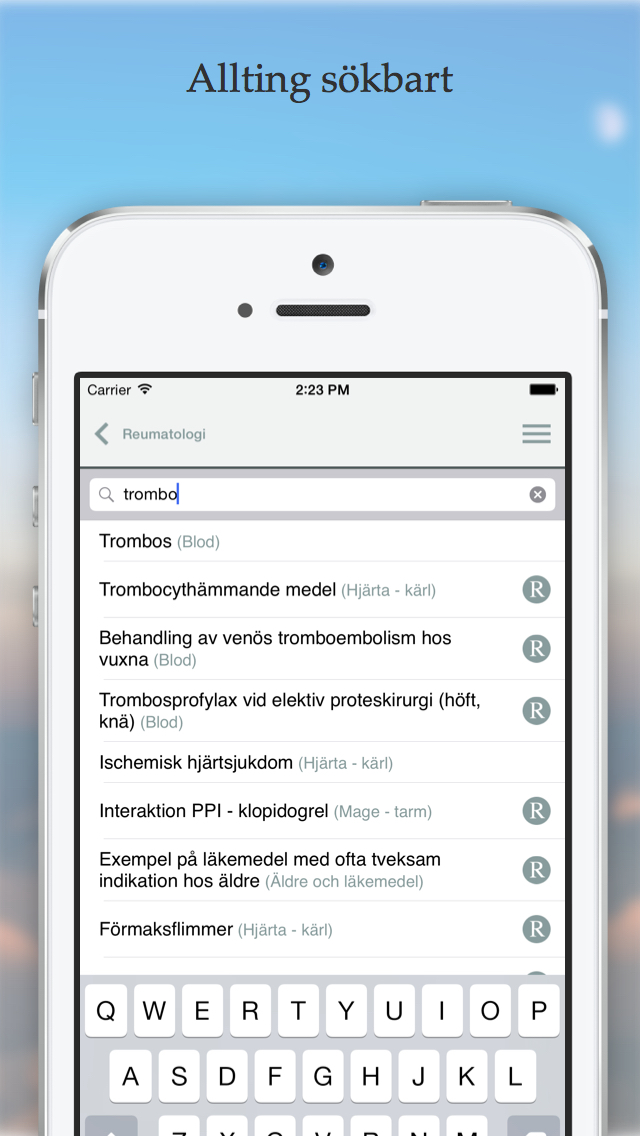 Allting sökbart
Carrier 2:23 PM
Reumatologi
trombo
Trombos (Blod)
Trombocythämmande medel (Hjärta - kärl) R
Behandling av venös tromboembolism hos
vuxna (Blod) R
Trombosprofylax vid elektiv proteskirurgi (höft,
knä) (Blod) R
Ischemisk hjärtsjukdom (Hjärta - kärl)
Interaktion PPI - klopidogrel (Mage - tarm) R
Exempel på läkemedel med ofta tveksam
indikation hos äldre (Äldre och läkemedel) R
Förmaksflimmer (Hjärta - kärl) R
Q W E R T Y U I O P
A S D F G H J K L